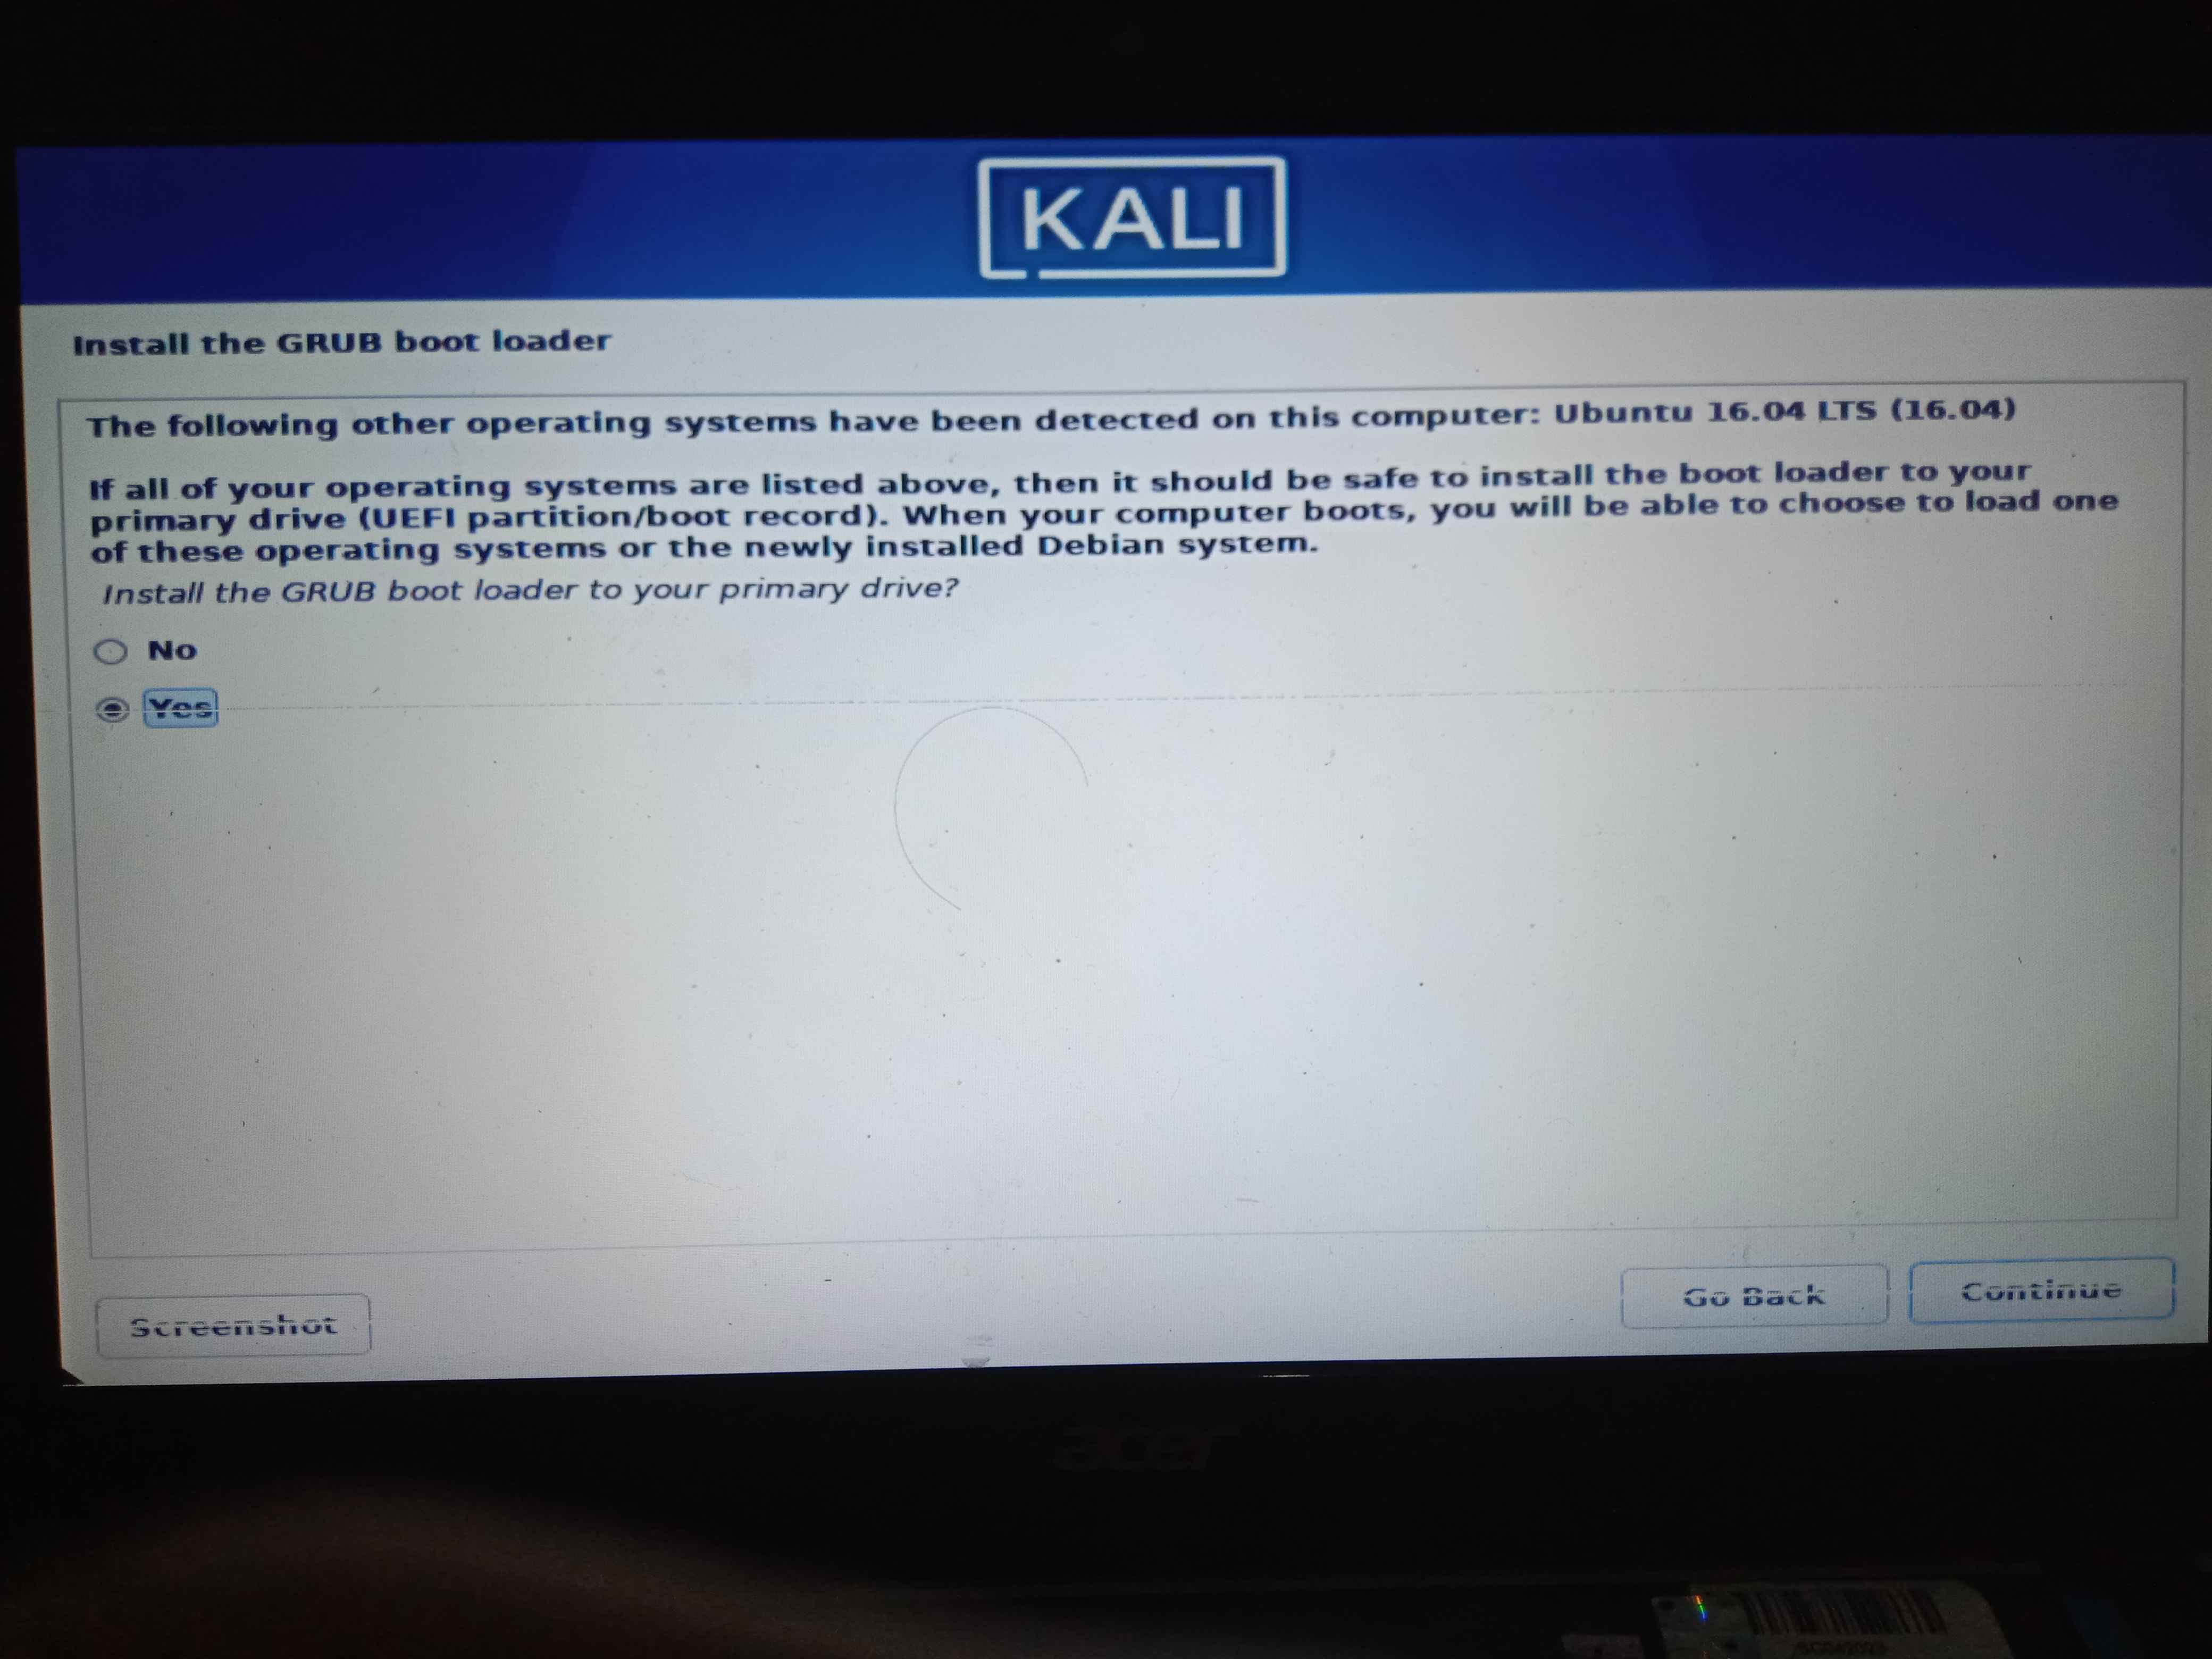 KALI
Install the GRUB boot loader
The following other operating systems have been detected on this computer: Ubuntu 16.04 LTS (16.04)
If all of your operating systems are listed above, then it should be safe to install the boot loader to your
primary drive (UEFI partition/boot record). When your computer boots, you will be able to choose to load one
of these operating systems or the newly installed Debian system.
Install the GRUB boot loader to your primary drive?
No
Yes
Screenshot
Go Back
Continue
acer